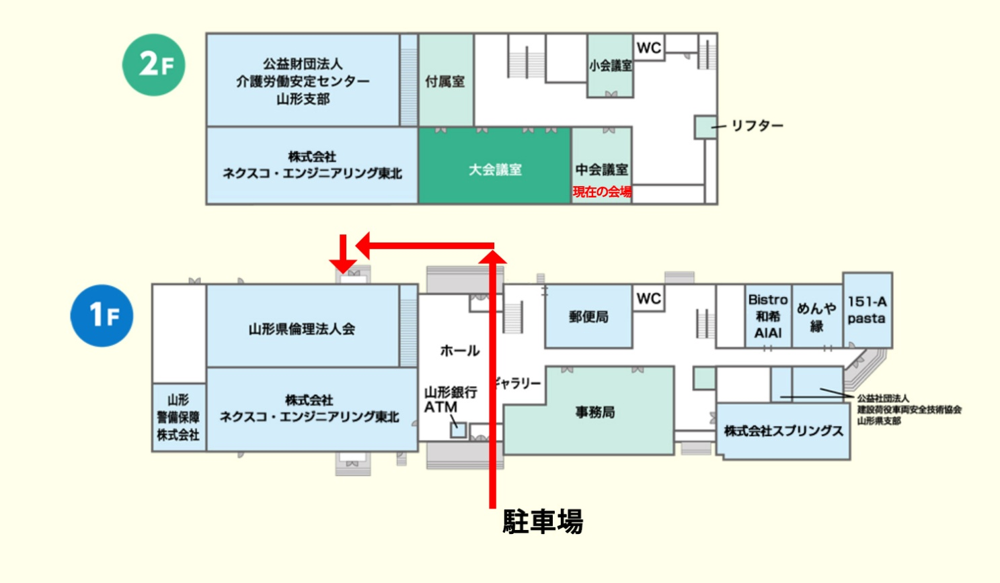 2F
公益財団法人
介護労働安定センター
山形支部
付属室
小会議室
WC
リフター
株式会社
ネクスコ・エンジニアリング東北
大会議室
中会議室
現在の会場
1F
山形県倫理法人会
郵便局
WC
Bistro
和希
AIAI
めんや
縁
151-A
pasta
ホール
ギャラリー
山形銀行
ATM
山形
警備保障
株式会社
株式会社
ネクスコ・エンジニアリング東北
事務局
公益社団法人
建設荷役車両安全技術協会
山形県支部
株式会社スプリングス
駐車場